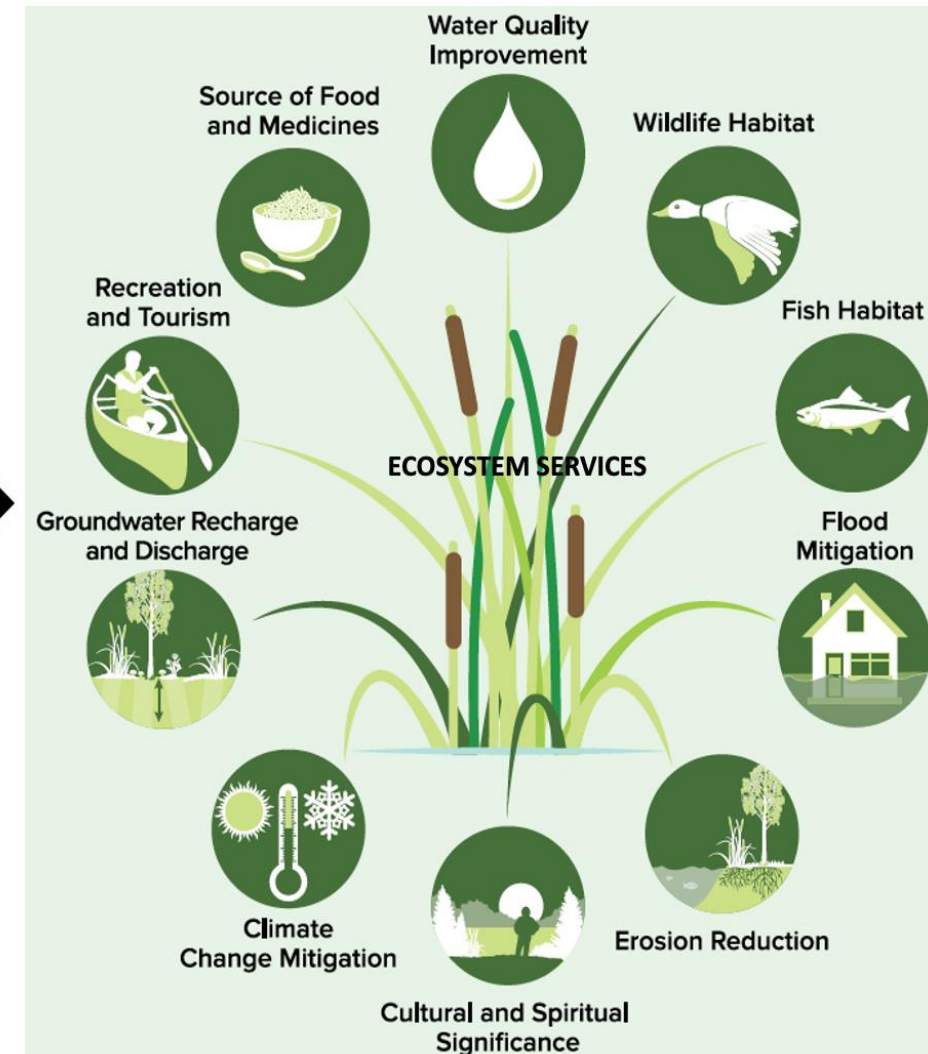 Water Quality
Improvement
Source of Food
and Medicines
Wildlife Habitat
Recreation
and Tourism
Fish Habitat
ECOSYSTEM SERVICES
Groundwater Recharge
and Discharge
Flood
Mitigation
Climate
Change Mitigation
Erosion Reduction
Cultural and Spiritual
Significance